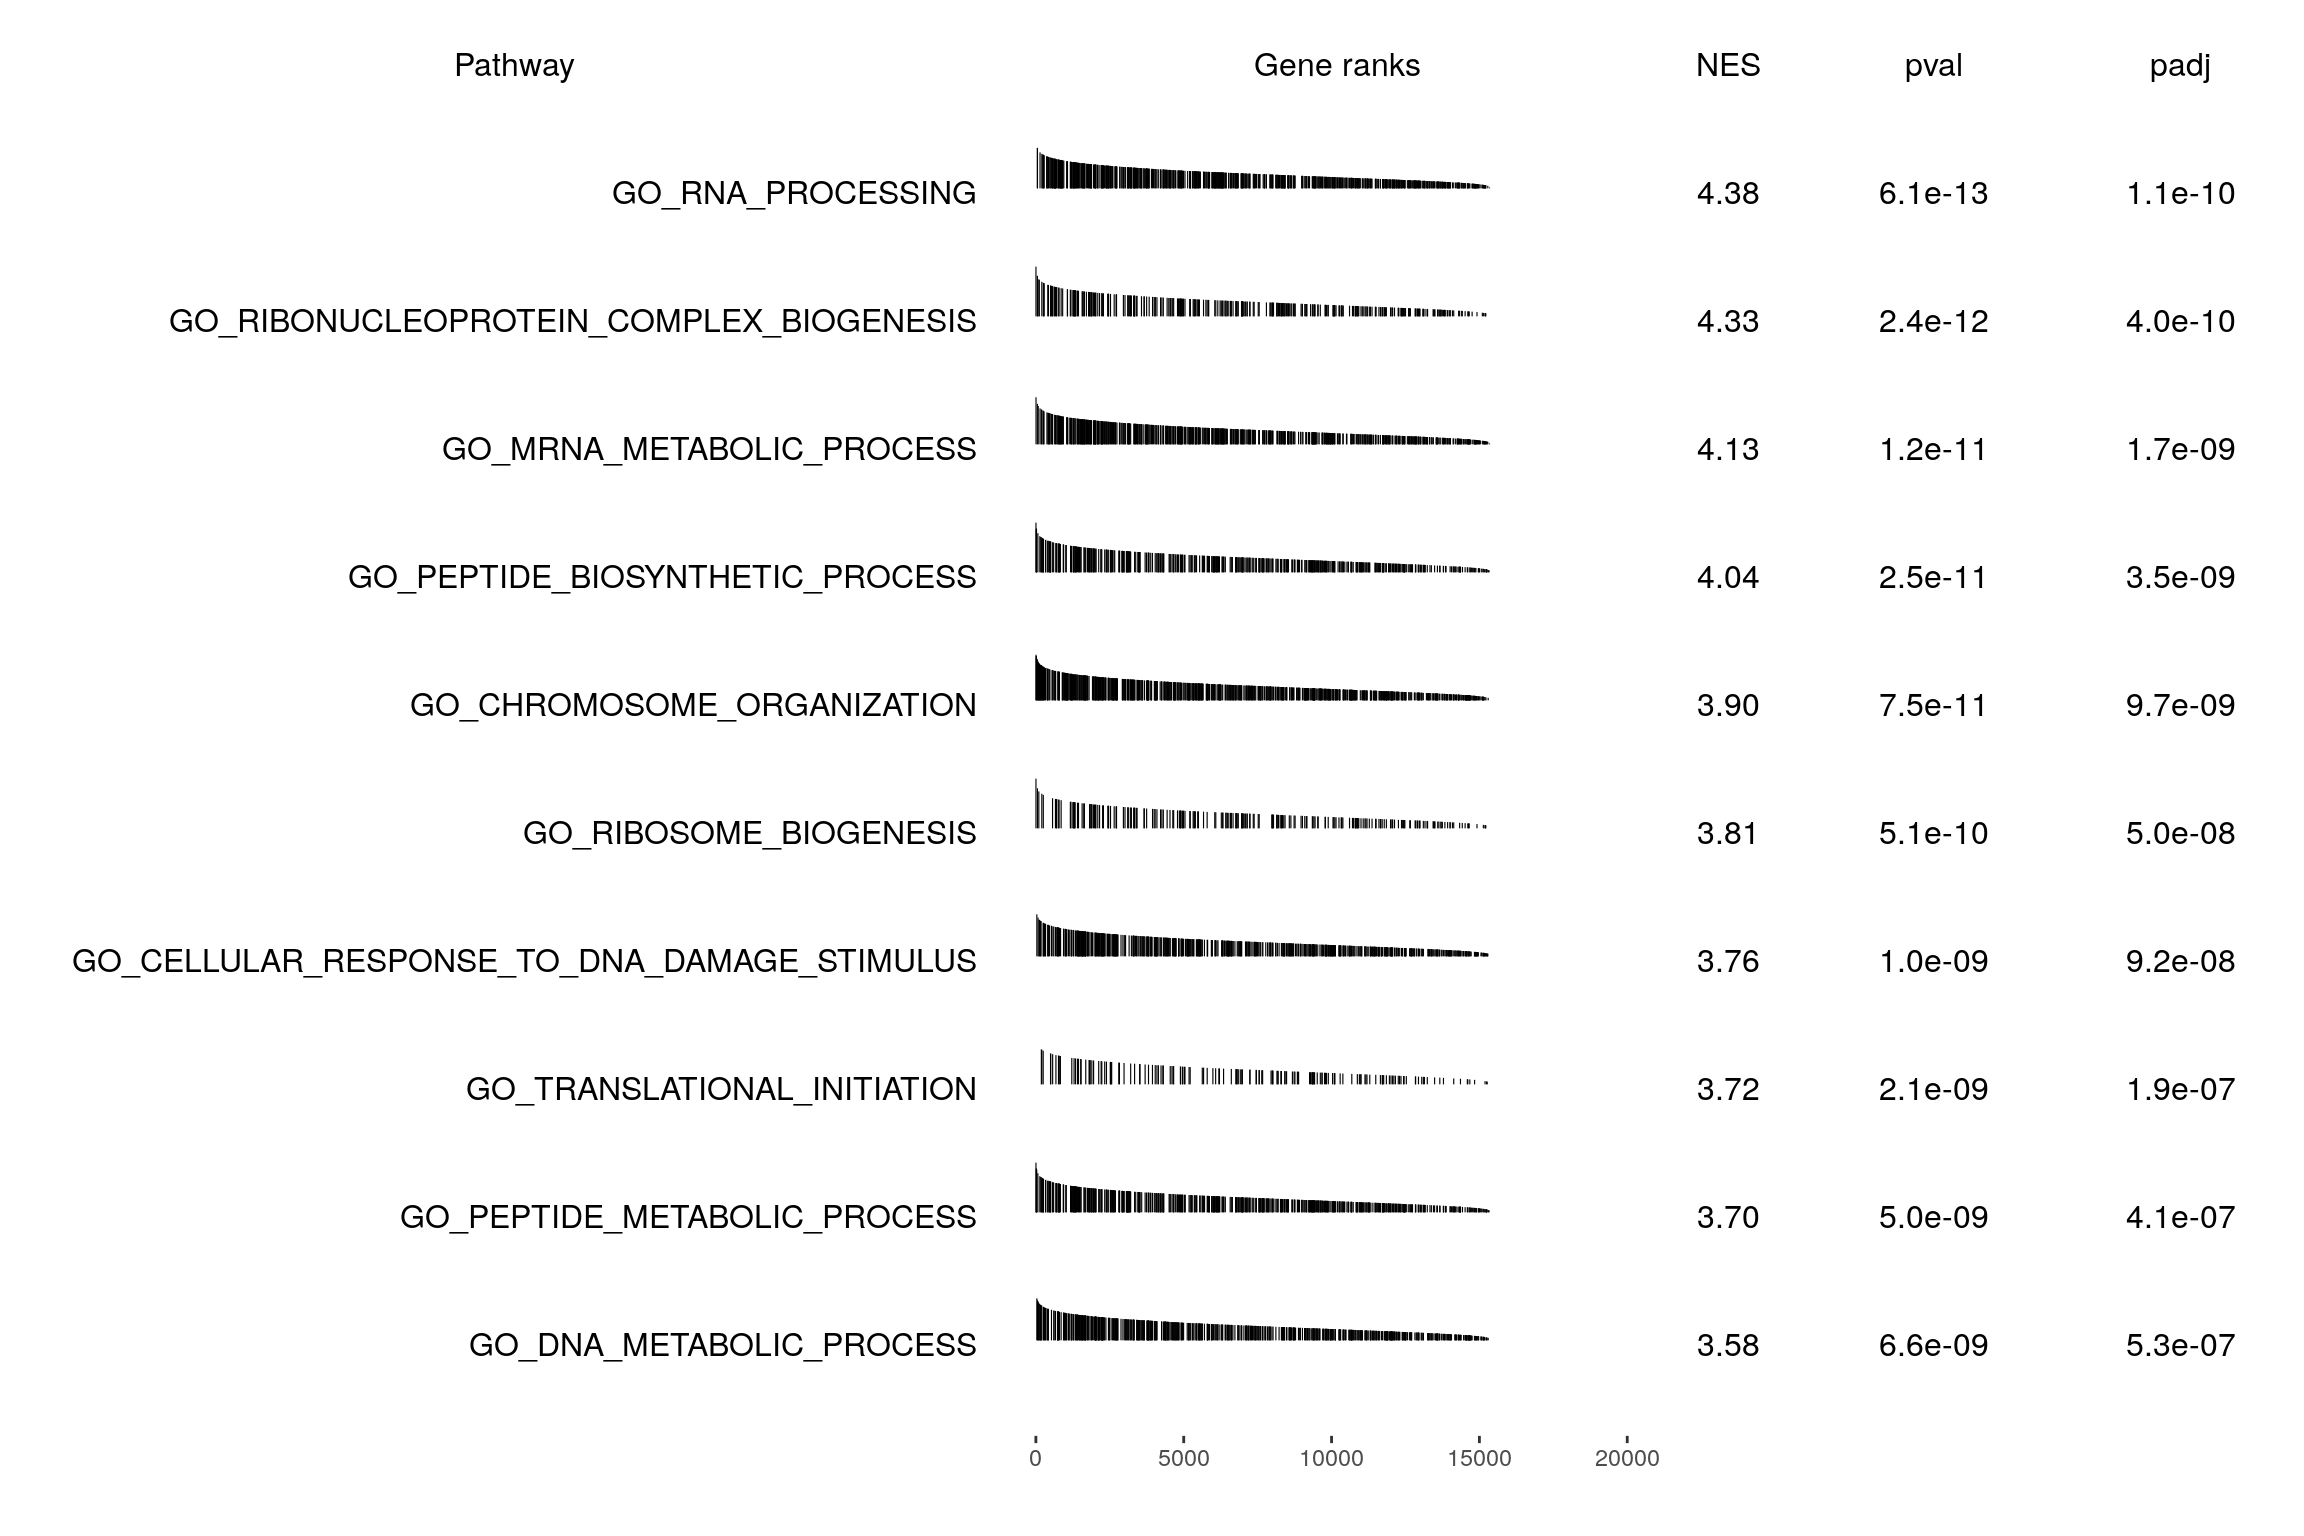 Pathway Gene ranks NES pval padj
GO_RNA_PROCESSING 4.38 6.1e-13 1.1e-10
GO_RIBONUCLEOPROTEIN_COMPLEX_BIOGENESIS 4.33 2.4e-12 4.0e-10
GO_MRNA_METABOLIC_PROCESS 4.13 1.2e-11 1.7e-09
GO_PEPTIDE_BIOSYNTHETIC_PROCESS 4.04 2.5e-11 3.5e-09
GO_CHROMOSOME_ORGANIZATION 3.90 7.5e-11 9.7e-09
GO_RIBOSOME_BIOGENESIS 3.81 5.1e-10 5.0e-08
GO_CELLULAR_RESPONSE_TO_DNA_DAMAGE_STIMULUS 3.76 1.0e-09 9.2e-08
GO_TRANSLATIONAL_INITIATION 3.72 2.1e-09 1.9e-07
GO_PEPTIDE_METABOLIC_PROCESS 3.70 5.0e-09 4.1e-07
GO_DNA_METABOLIC_PROCESS 3.58 6.6e-09 5.3e-07
0 5000 10000 15000 20000